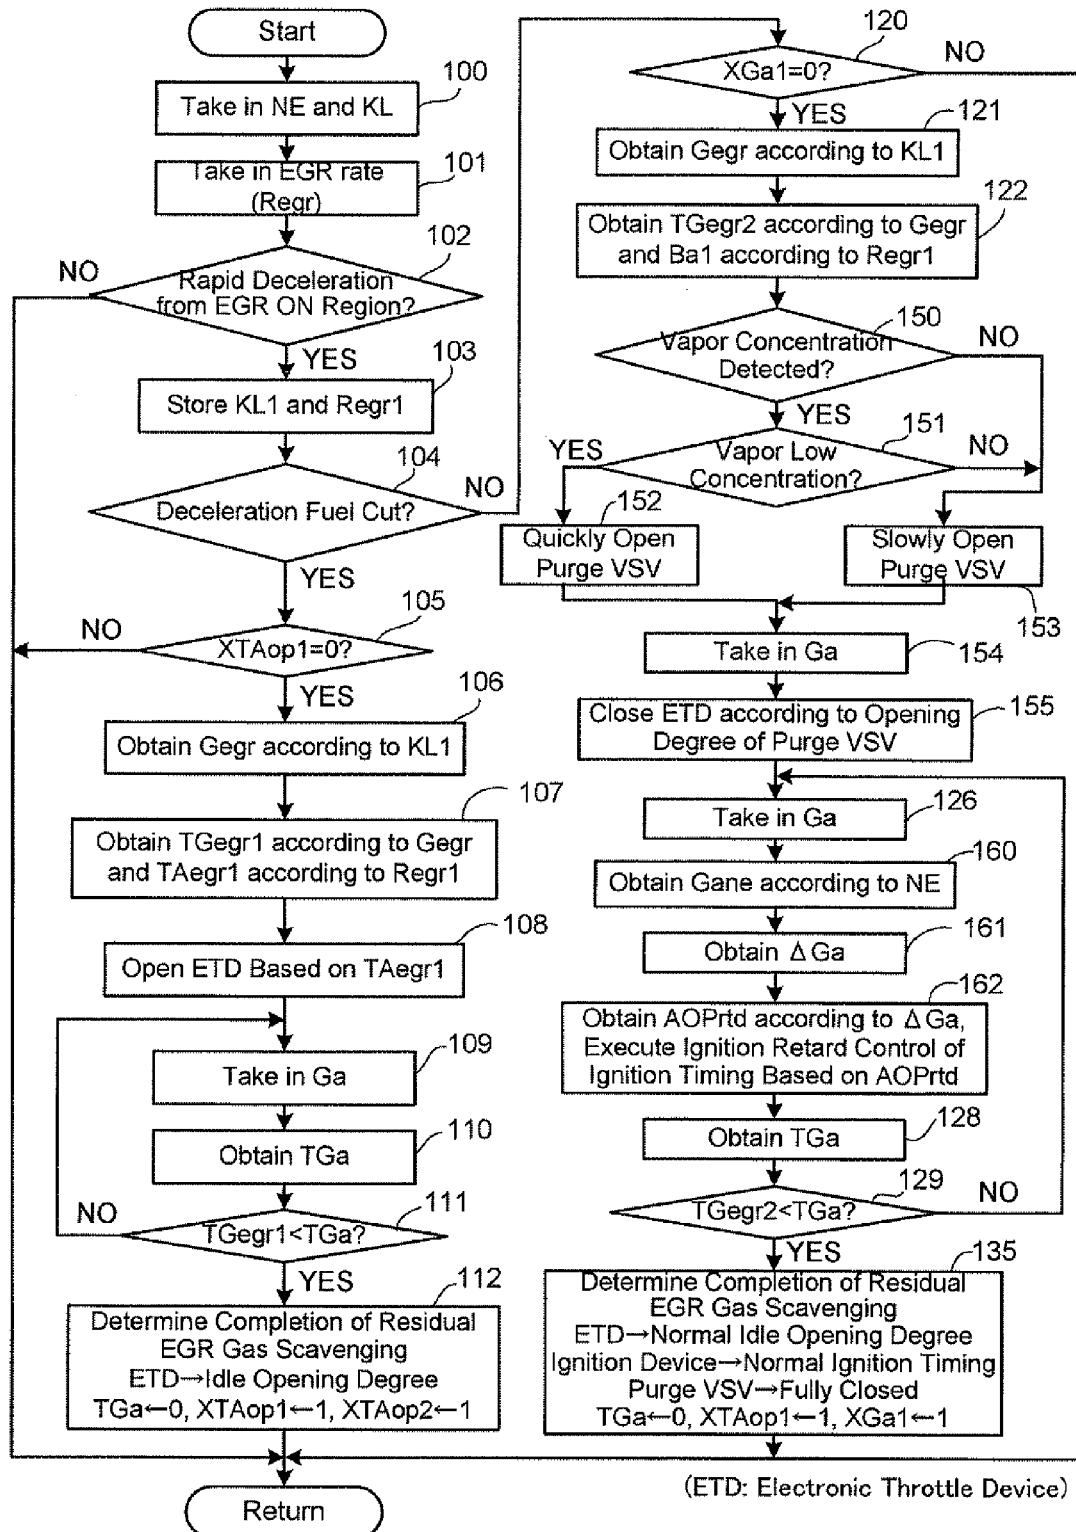 Start
100
Take in NE and KL
101
Take in EGR rate
(Regr)
102
NO
Rapid Deceleration
from EGR ON Region?
YES
103
Store KL1 and Regr1
104
NO
Deceleration Fuel Cut?
YES
105
NO
XTAop1=0?
YES
106
Obtain Gegr according to KL1
107
Obtain TGegr1 according to Gegr
and TAegr1 according to Regr1
108
Open ETD Based on TAegr1
109
Take in Ga
110
Obtain TGa
111
NO
TGegr1<TGa?
YES
112
Determine Completion of Residual
EGR Gas Scavenging
ETD→Idle Opening Degree
TGa←0, XTAop1←1, XTAop2←1
Return
120
NO
XGa1=0?
YES
121
Obtain Gegr according to KL1
122
Obtain TGegr2 according to Gegr
and Ba1 according to Regr1
150
NO
Vapor Concentration
Detected?
YES
151
YES
Vapor Low
Concentration?
NO
152
Quickly Open
Purge VSV
Slowly Open
Purge VSV
153
Take in Ga
154
Close ETD according to Opening
Degree of Purge VSV
155
126
Take in Ga
160
Obtain Gane according to NE
161
Obtain ΔGa
162
Obtain AOPrtd according to ΔGa,
Execute Ignition Retard Control of
Ignition Timing Based on AOPrtd
Obtain TGa
128
129
NO
TGegr2<TGa?
YES
135
Determine Completion of Residual
EGR Gas Scavenging
ETD→Normal Idle Opening Degree
Ignition Device→Normal Ignition Timing
Purge VSV→Fully Closed
TGa←0, XTAop1←1, XGa1←1
(ETD: Electronic Throttle Device)